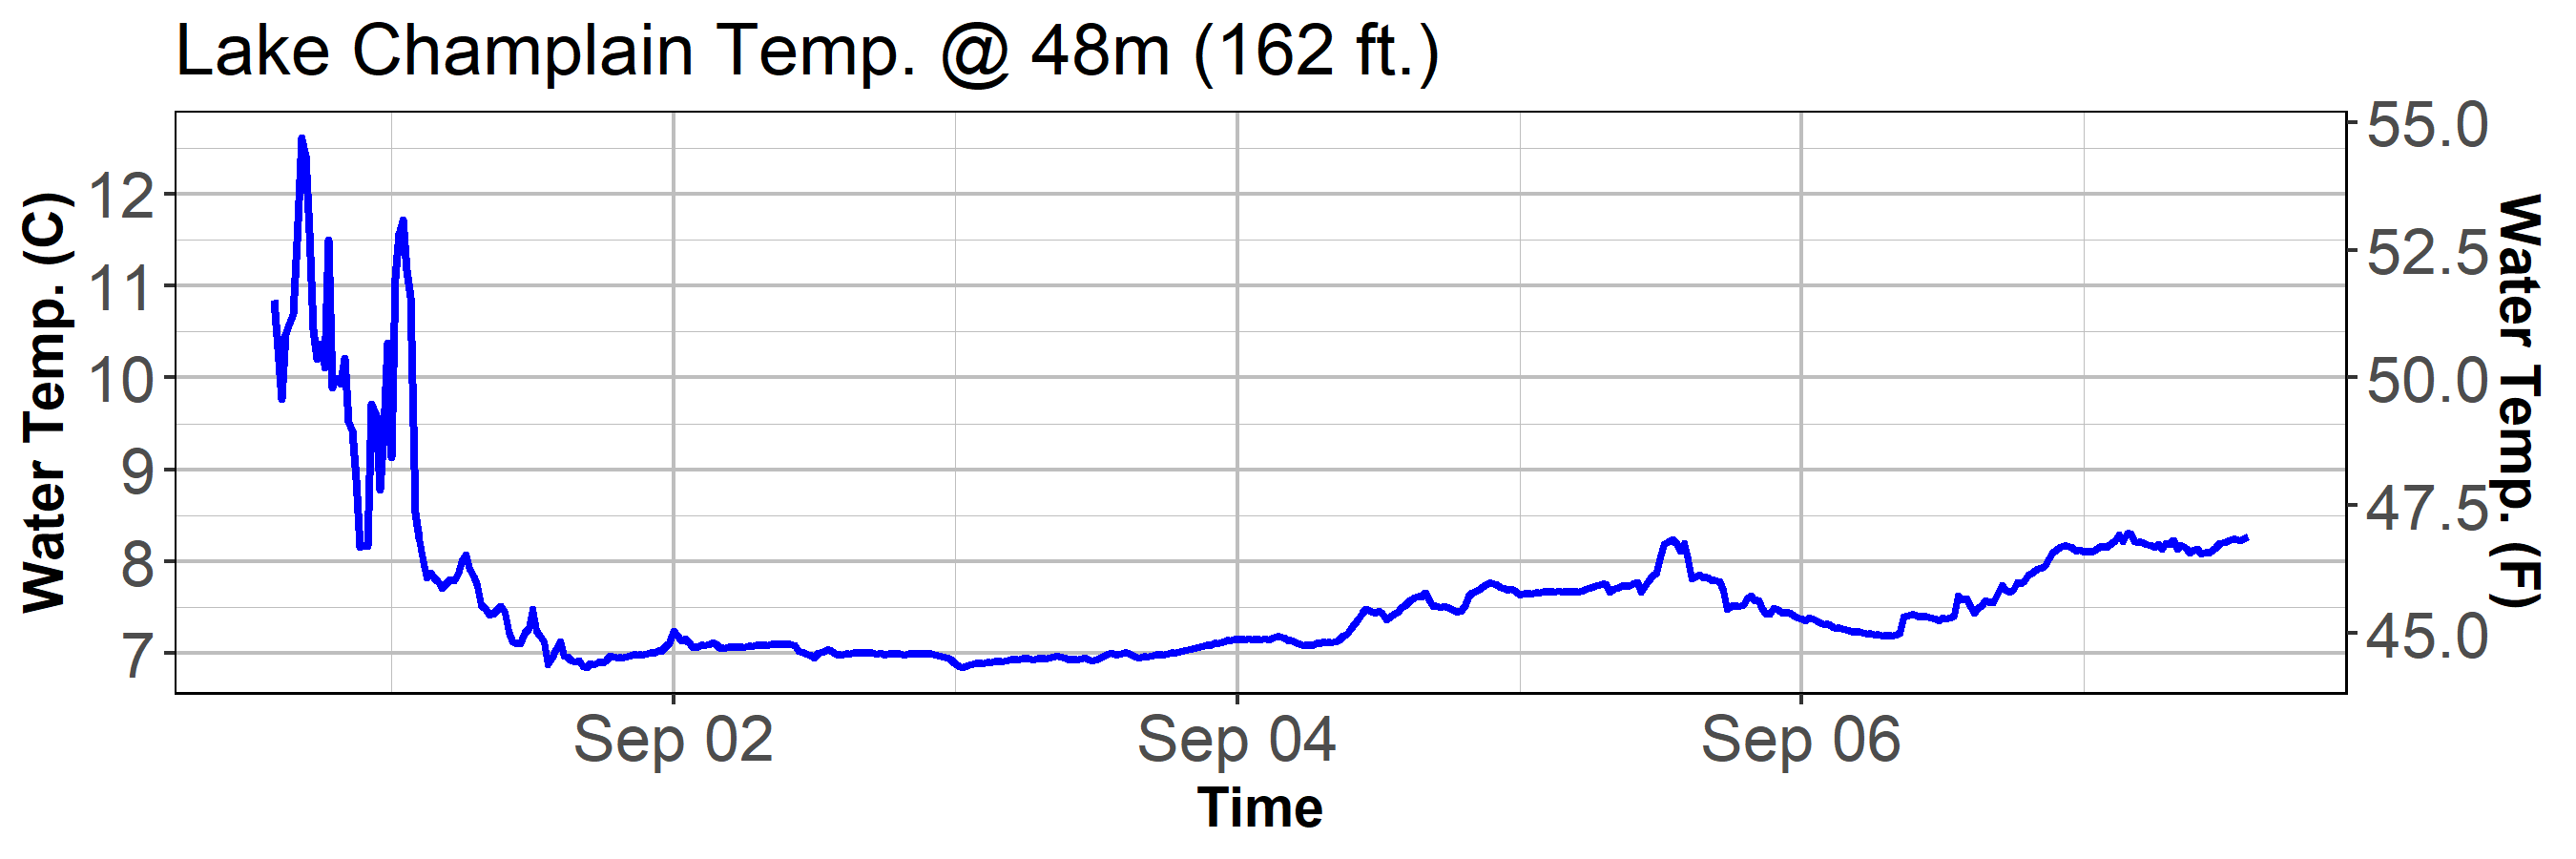 Lake Champlain Temp. @ 48m (162 ft.)
Water Temp. (C)
12
11
10
9
8
7
55.0
52.5
50.0
47.5
45.0
Water Temp. (F)
Sep 02
Sep 04
Sep 06
Time